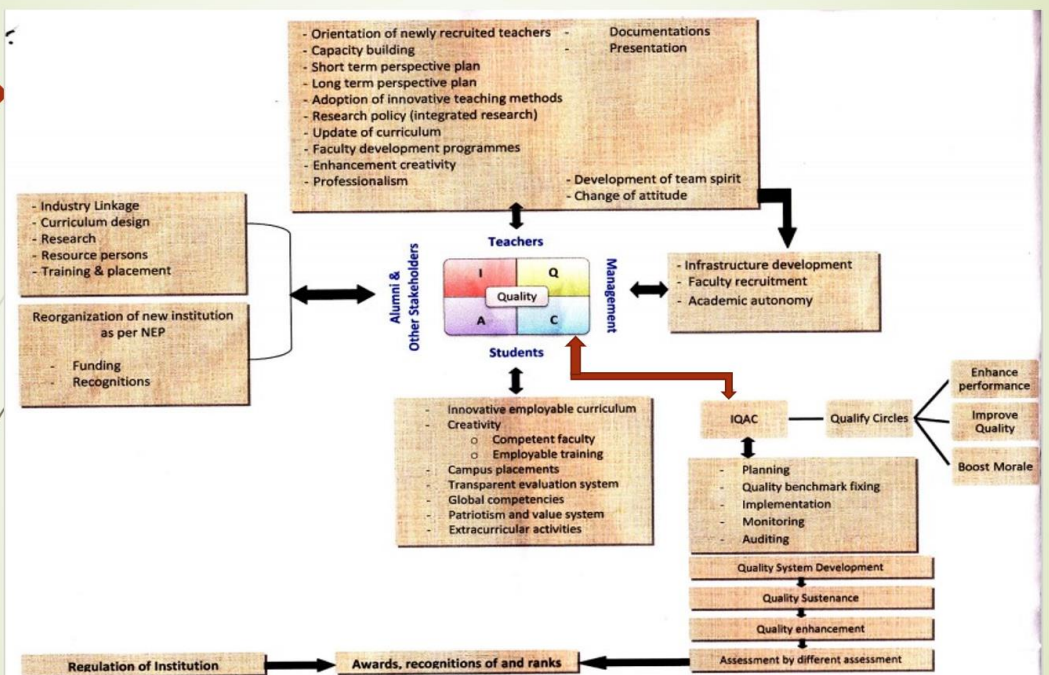 - Orientation of newly recruited teachers - Documentations
- Capacity building - Presentation
- Short term perspective plan
- Long term perspective plan
- Adoption of innovative teaching methods
- Research policy (integrated research)
- Update of curriculum
- Faculty development programmes
- Enhancement creativity
- Professionalism
- Development of team spirit
- Change of attitude
- Industry Linkage
- Curriculum design
- Research
- Resource persons
- Training & placement
Reorganization of new institution
as per NEP
- Funding
- Recognitions
Alumni &
Other Stakeholders
Teachers
I Q
Quality
A C
Students
Management
- Infrastructure development
- Faculty recruitment
- Academic autonomy
- Innovative employable curriculum
- Creativity
o Competent faculty
o Employable training
- Campus placements
- Transparent evaluation system
- Global competencies
- Patriotism and value system
- Extracurricular activities
IQAC
Qualify Circles
Enhance
performance
Improve
Quality
Boost Morale
- Planning
- Quality benchmark fixing
- Implementation
- Monitoring
- Auditing
Quality System Development
Quality Sustenance
Quality enhancement
Assessment by different assessment
Regulation of Institution
Awards, recognitions of and ranks